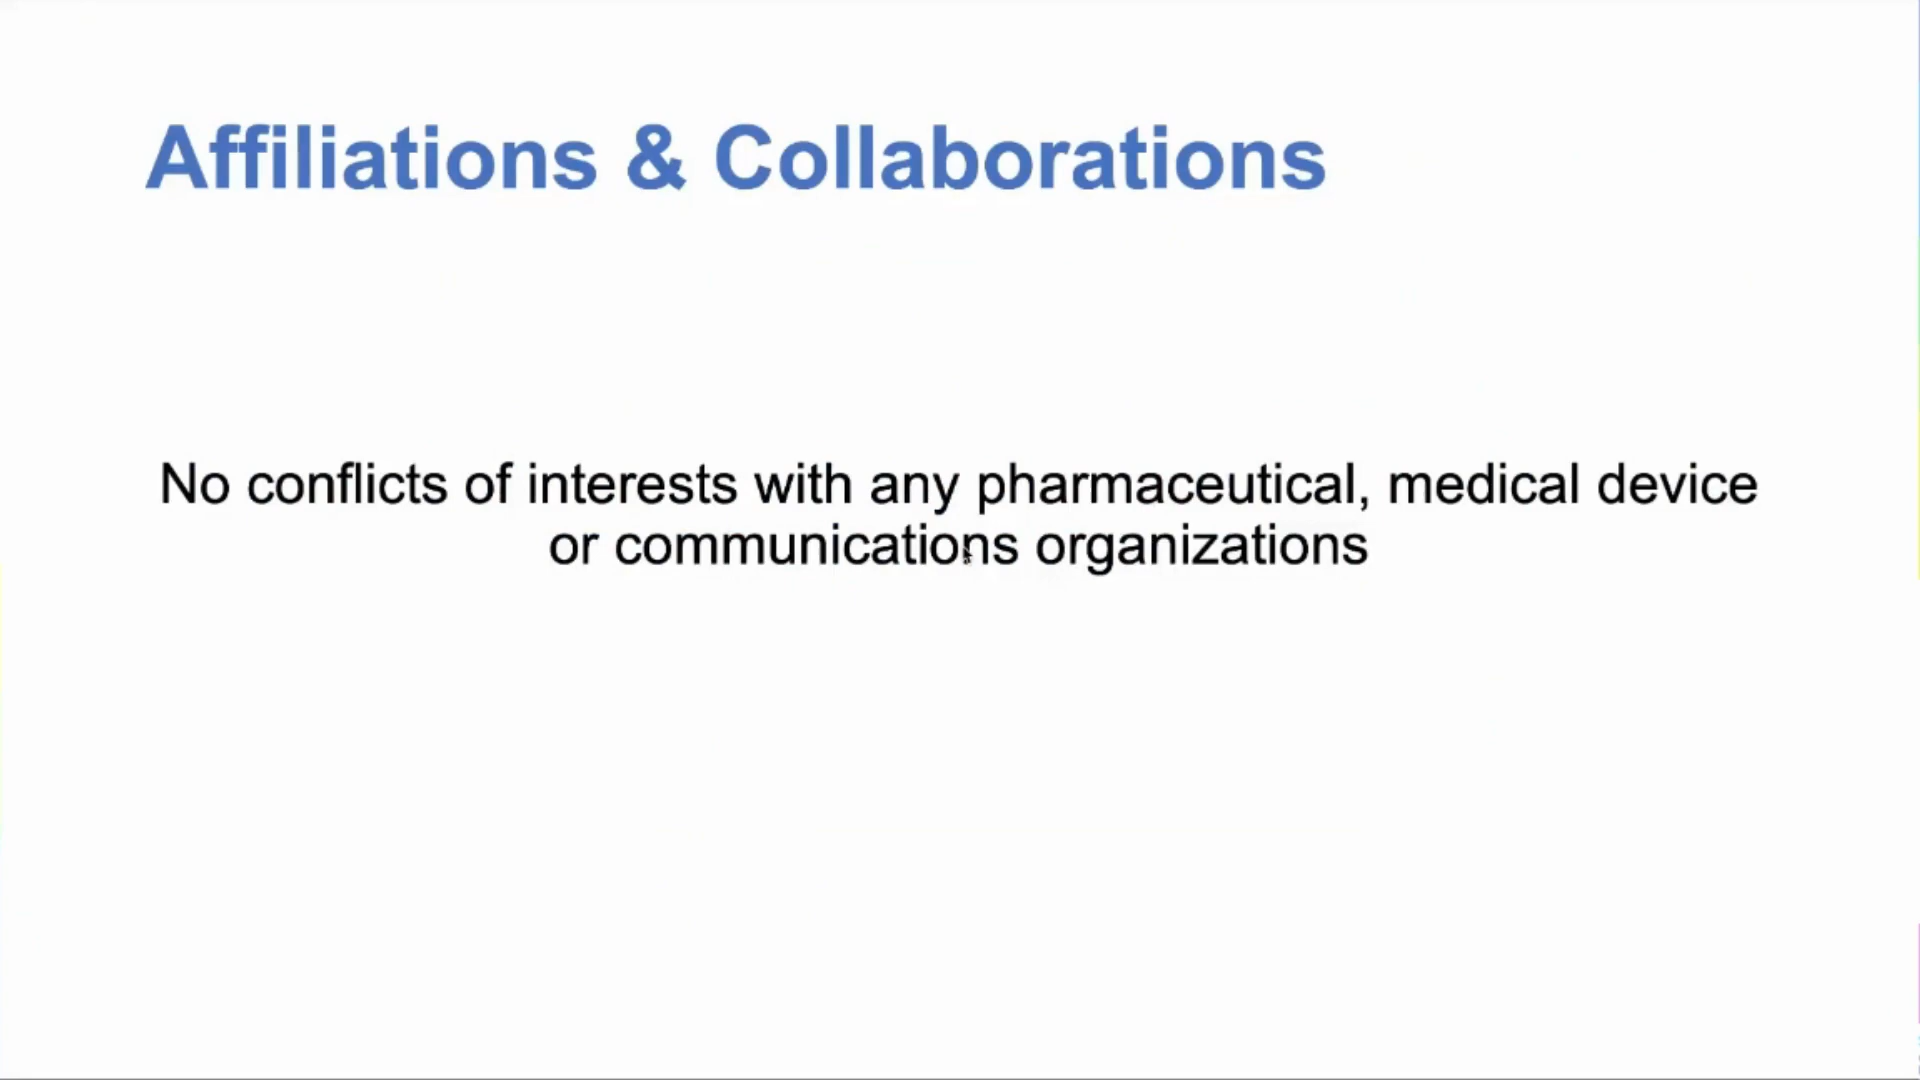 Affiliations & Collaborations
No conflicts of interests with any pharmaceutical, medical device
or communications organizations